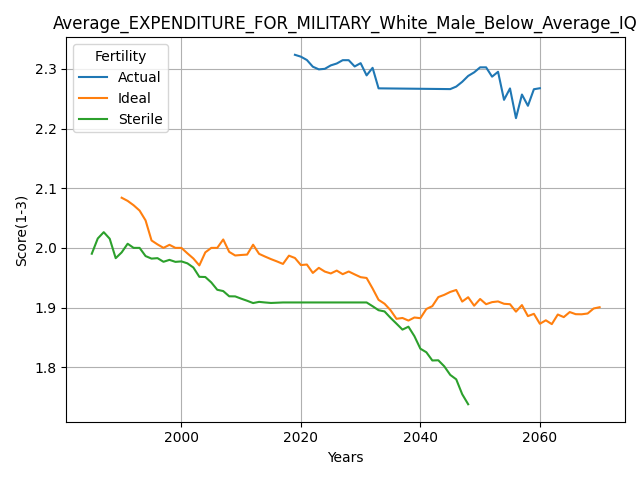 Average_EXPENDITURE_FOR_MILITARY_White_Male_Below_Average_IQ
Fertility
Actual
Ideal
Sterile
2.3
2.2
2.1
2.0
1.9
1.8
Score(1-3)
2000
2020
2040
2060
Years